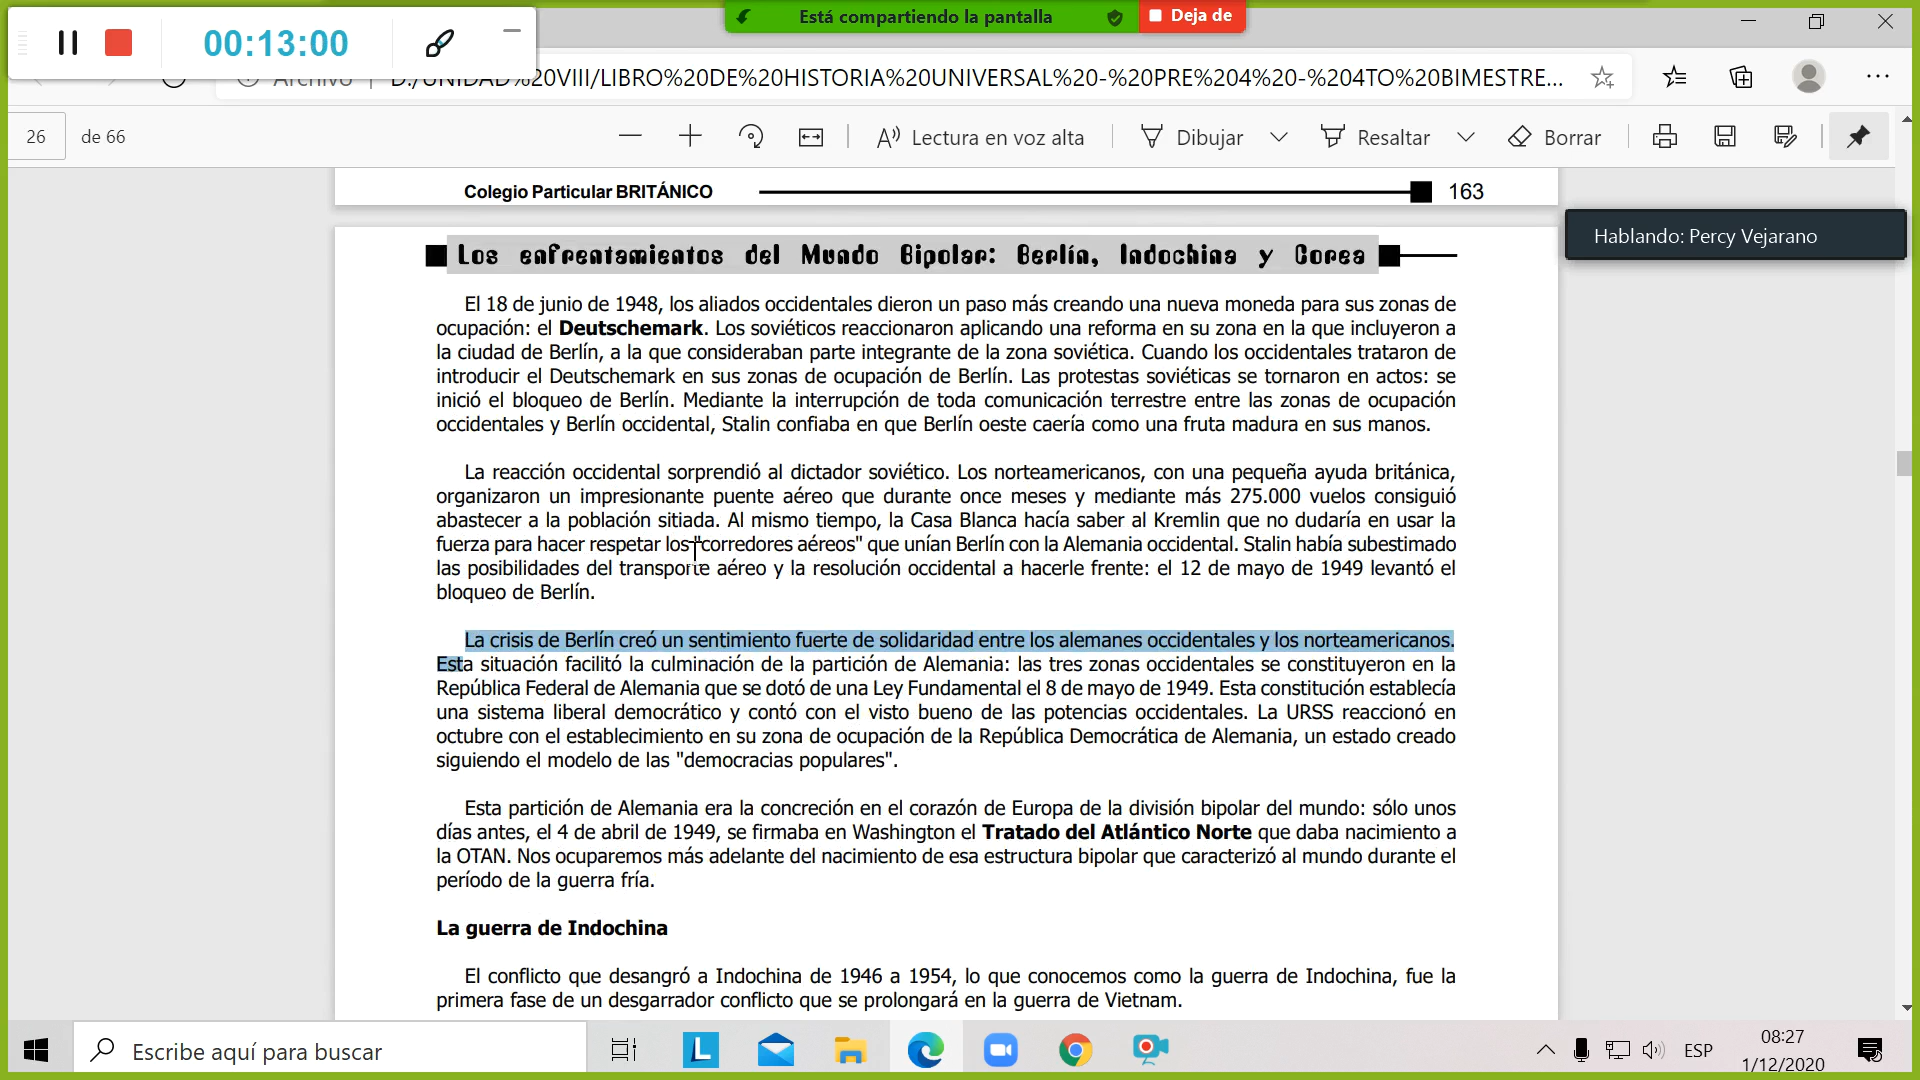 00:13:00
Está compartiendo la pantalla
Deja de
Archivo
D:/UNIDAD%20VIII/LIBRO%20DE%20HISTORIA%20UNIVERSAL%20-%20PRE%204%20-%204TO%20BIMESTRE...
26 de 66
Lectura en voz alta
Dibujar
Resaltar
Borrar
Colegio Particular BRITÁNICO
163
Hablando: Percy Vejarano
Los enfrentamientos del Mundo Bipolar: Berlín, Indochina y Corea
El 18 de junio de 1948, los aliados occidentales dieron un paso más creando una nueva moneda para sus zonas de
ocupación: el Deutschemark. Los soviéticos reaccionaron aplicando una reforma en su zona en la que incluyeron a
la ciudad de Berlín, a la que consideraban parte integrante de la zona soviética. Cuando los occidentales trataron de
introducir el Deutschemark en sus zonas de ocupación de Berlín. Las protestas soviéticas se tornaron en actos: se
inició el bloqueo de Berlín. Mediante la interrupción de toda comunicación terrestre entre las zonas de ocupación
occidentales y Berlín occidental, Stalin confiaba en que Berlín oeste caería como una fruta madura en sus manos.
La reacción occidental sorprendió al dictador soviético. Los norteamericanos, con una pequeña ayuda británica,
organizaron un impresionante puente aéreo que durante once meses y mediante más 275.000 vuelos consiguió
abastecer a la población sitiada. Al mismo tiempo, la Casa Blanca hacía saber al Kremlin que no dudaría en usar la
fuerza para hacer respetar los "corredores aéreos" que unían Berlín con la Alemania occidental. Stalin había subestimado
las posibilidades del transporte aéreo y la resolución occidental a hacerle frente: el 12 de mayo de 1949 levantó el
bloqueo de Berlín.
La crisis de Berlín creó un sentimiento fuerte de solidaridad entre los alemanes occidentales y los norteamericanos.
Esta situación facilitó la culminación de la partición de Alemania: las tres zonas occidentales se constituyeron en la
República Federal de Alemania que se dotó de una Ley Fundamental el 8 de mayo de 1949. Esta constitución establecía
una sistema liberal democrático y contó con el visto bueno de las potencias occidentales. La URSS reaccionó en
octubre con el establecimiento en su zona de ocupación de la República Democrática de Alemania, un estado creado
siguiendo el modelo de las "democracias populares".
Esta partición de Alemania era la concreción en el corazón de Europa de la división bipolar del mundo: sólo unos
días antes, el 4 de abril de 1949, se firmaba en Washington el Tratado del Atlántico Norte que daba nacimiento a
la OTAN. Nos ocuparemos más adelante del nacimiento de esa estructura bipolar que caracterizó al mundo durante el
período de la guerra fría.
La guerra de Indochina
El conflicto que desangró a Indochina de 1946 a 1954, lo que conocemos como la guerra de Indochina, fue la
primera fase de un desgarrador conflicto que se prolongará en la guerra de Vietnam.
Escribe aquí para buscar
L
ESP
08:27
1/12/2020